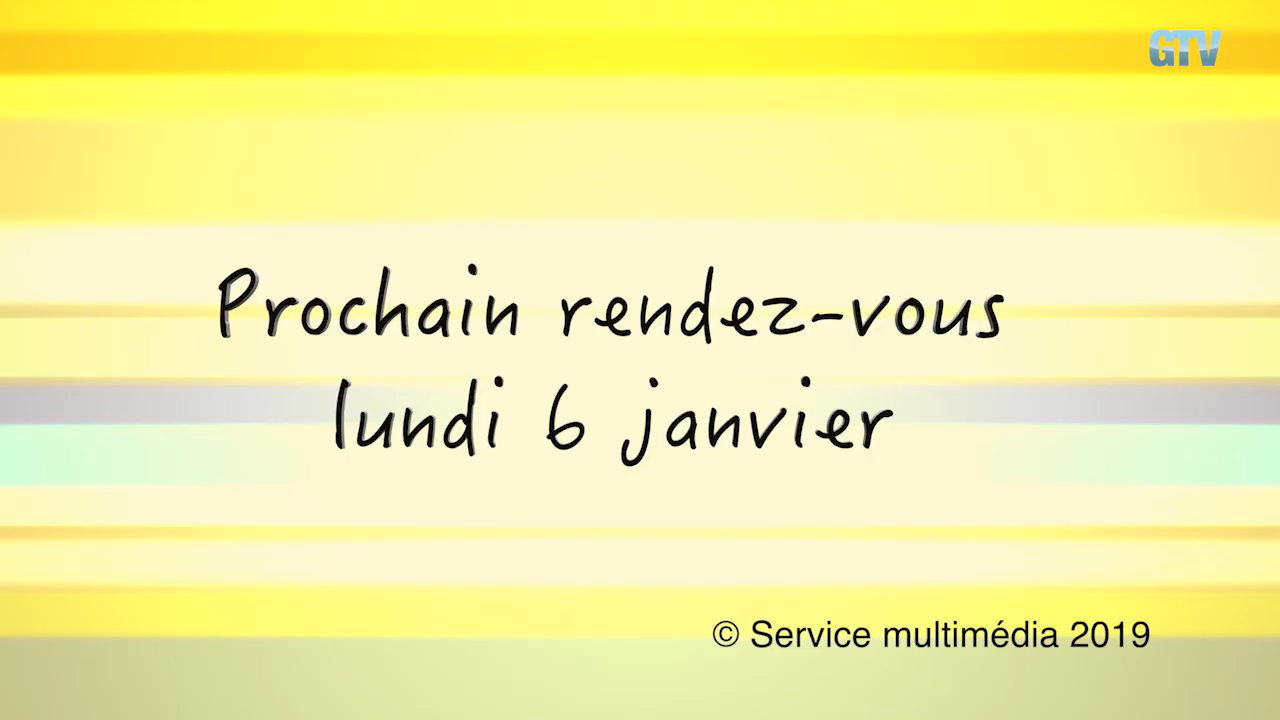 GTV
Prochain rendez-vous
lundi 6 janvier
© Service multimédia 2019